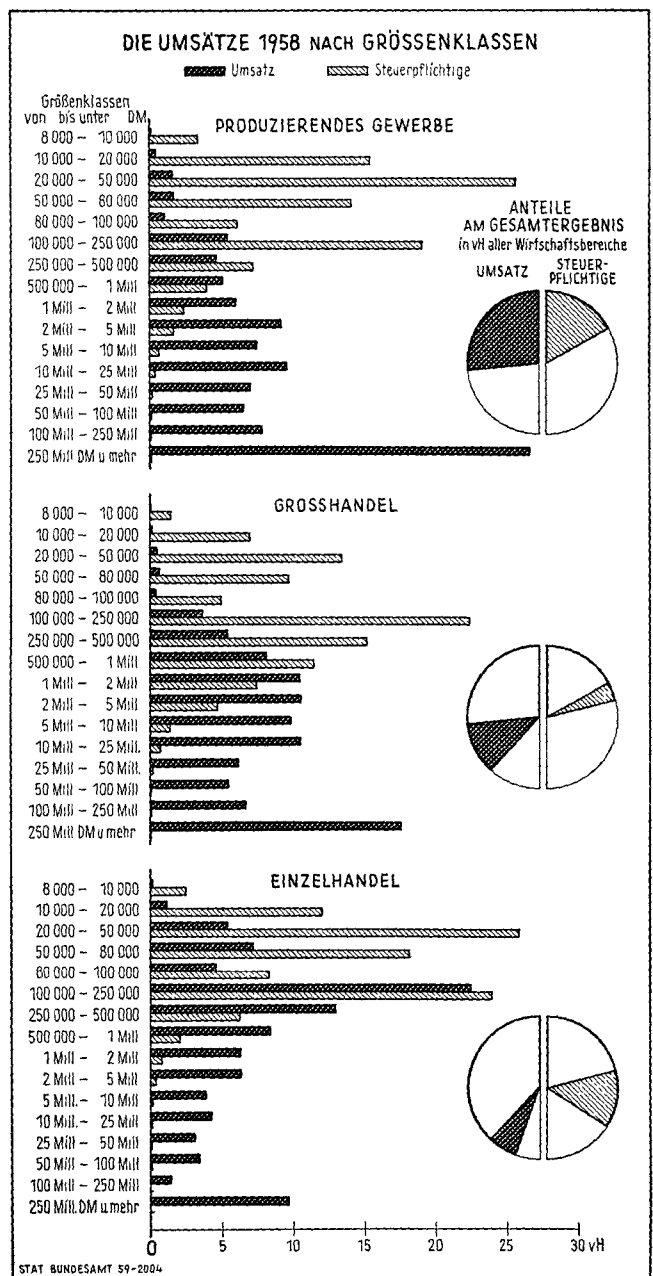 DIE UMSÄTZE 1958 NACH GRÖSSENKLASSEN
Umsatz Steuerpflichtige
Größenklassen
von bis unter DM
PRODUZIERENDES GEWERBE
8 000 – 10 000
10 000 – 20 000
20 000 – 50 000
50 000 – 80 000
80 000 – 100 000
100 000 – 250 000
250 000 – 500 000
500 000 – 1 Mill
1 Mill – 2 Mill
2 Mill – 5 Mill
5 Mill – 10 Mill
10 Mill – 25 Mill
25 Mill – 50 Mill
50 Mill – 100 Mill
100 Mill – 250 Mill
250 Mill DM u mehr
ANTEILE
AM GESAMTERGEBNIS
in vH aller Wirtschaftsbereiche
UMSATZ
STEUER-
PFLICHTIGE
GROSSHANDEL
8 000 – 10 000
10 000 – 20 000
20 000 – 50 000
50 000 – 80 000
80 000 – 100 000
100 000 – 250 000
250 000 – 500 000
500 000 – 1 Mill
1 Mill – 2 Mill
2 Mill – 5 Mill
5 Mill – 10 Mill
10 Mill – 25 Mill.
25 Mill – 50 Mill.
50 Mill – 100 Mill
100 Mill – 250 Mill
250 Mill DM u mehr
EINZELHANDEL
8 000 – 10 000
10 000 – 20 000
20 000 – 50 000
50 000 – 80 000
80 000 – 100 000
100 000 – 250 000
250 000 – 500 000
500 000 – 1 Mill
1 Mill – 2 Mill
2 Mill – 5 Mill
5 Mill. – 10 Mill
10 Mill. – 25 Mill
25 Mill – 50 Mill
50 Mill – 100 Mill
100 Mill – 250 Mill
250 Mill. DM u mehr
0 5 10 15 20 25 30 vH
STAT BUNDESAMT 59-2004